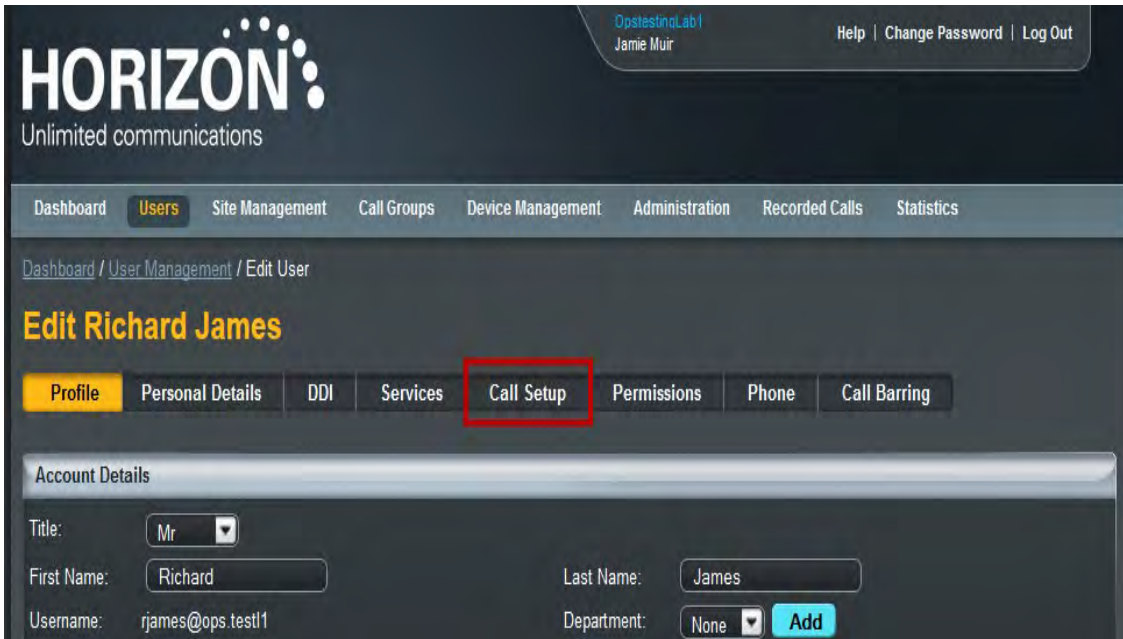 OpstestingLab1
Jamie Muir
Help | Change Password | Log Out
HORIZON
Unlimited communications
Dashboard Users Site Management Call Groups Device Management Administration Recorded Calls Statistics
Dashboard / User Management / Edit User
Edit Richard James
Profile Personal Details DDI Services Call Setup Permissions Phone Call Barring
Account Details
Title: Mr
First Name: Richard Last Name: James
Username: rjames@ops.testl1 Department: None Add